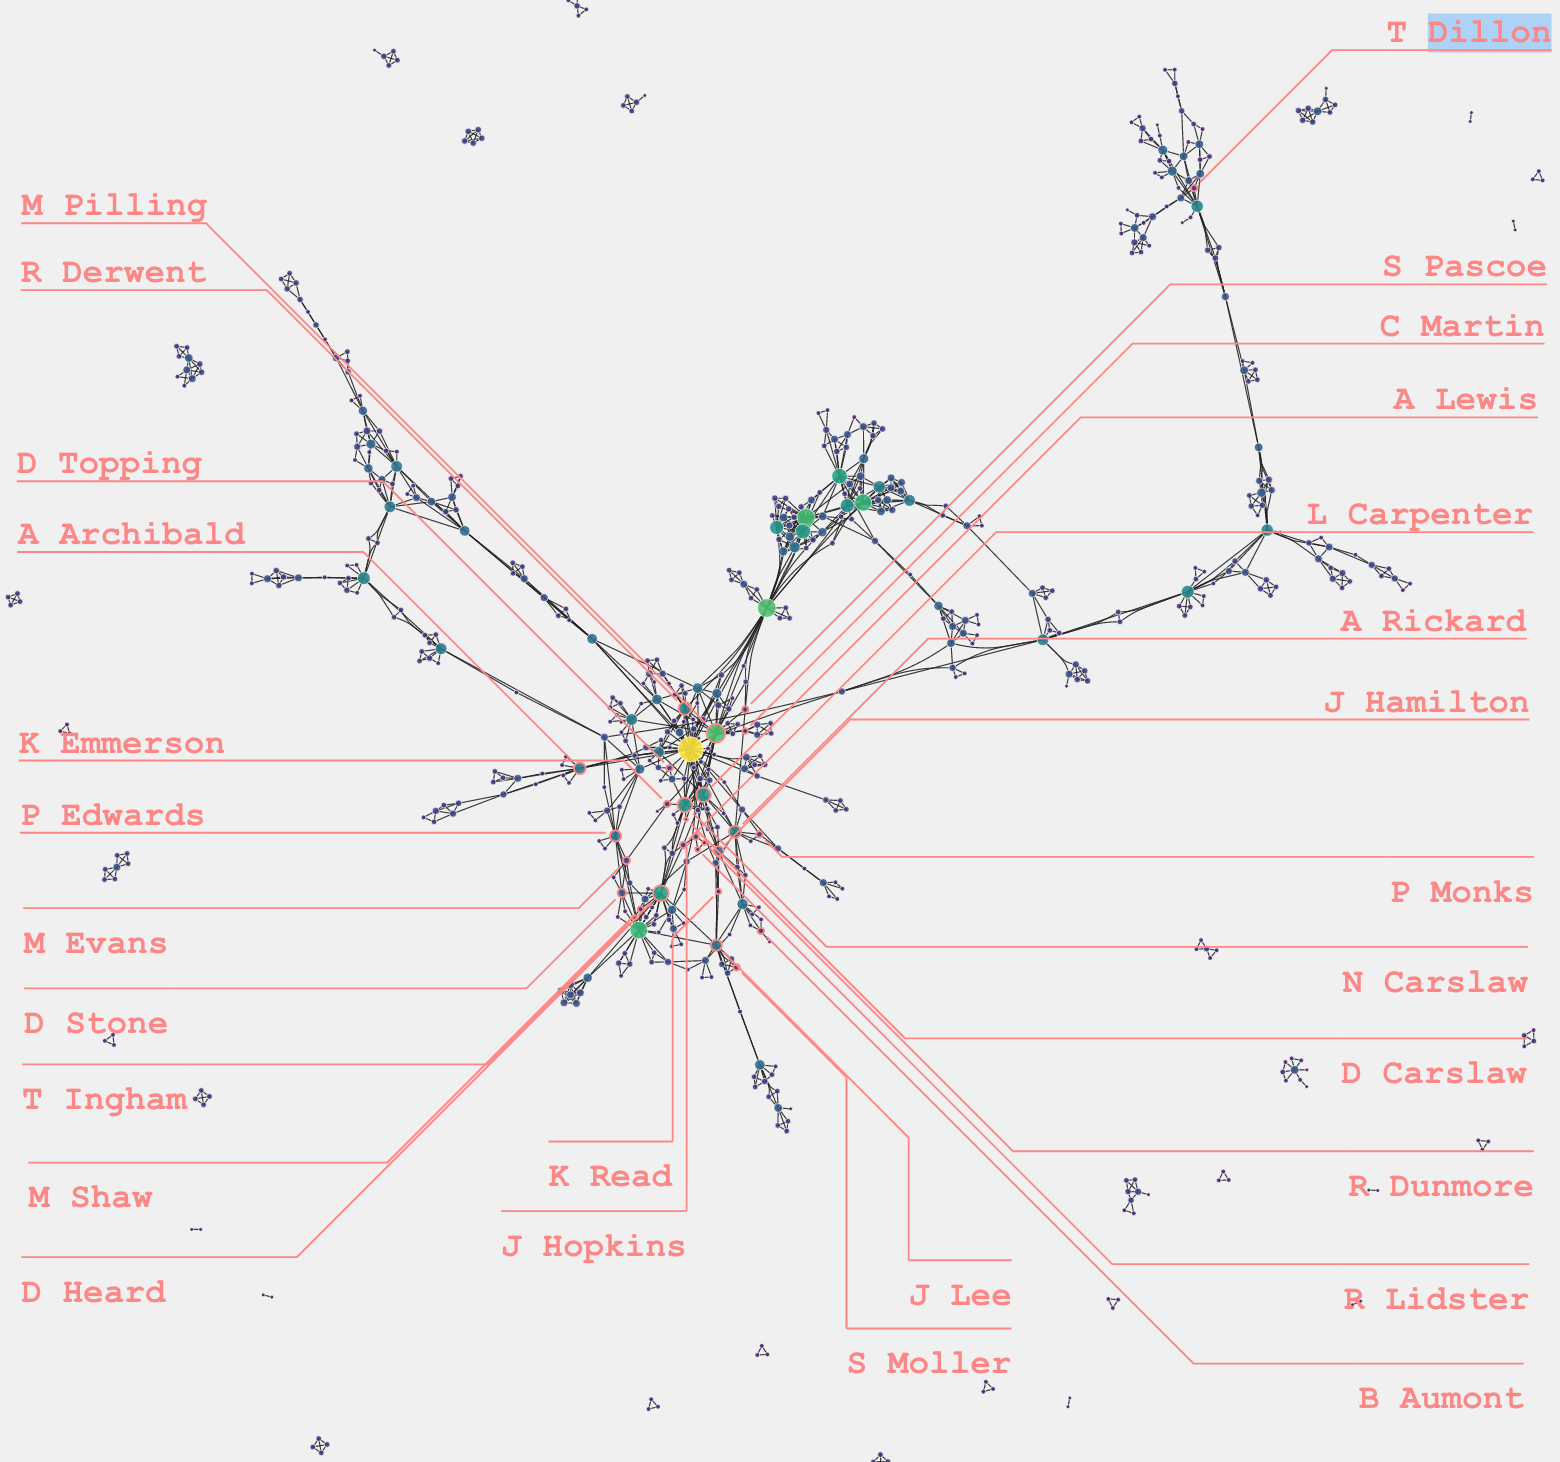 T Dillon
M Pilling
R Derwent
S Pascoe
C Martin
A Lewis
D Topping
L Carpenter
A Archibald
A Rickard
J Hamilton
K Emmerson
P Edwards
P Monks
M Evans
N Carslaw
D Stone
D Carslaw
T Ingham
K Read
R Dunmore
M Shaw
J Hopkins
D Heard
J Lee
R Lidster
S Moller
B Aumont